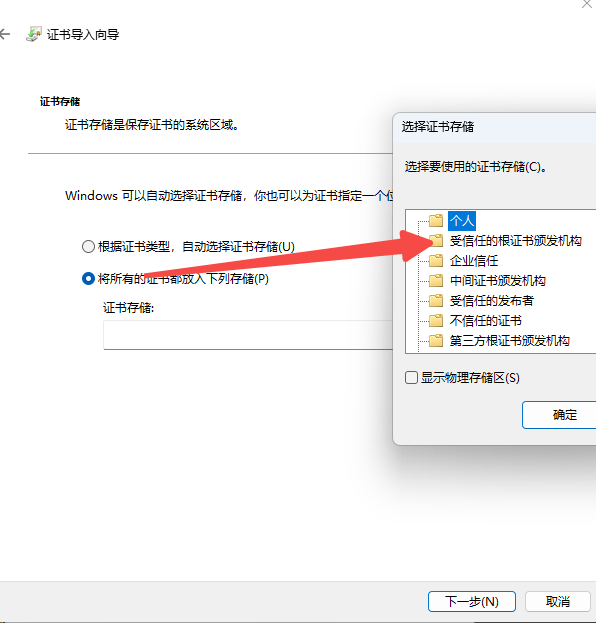 证书导入向导
证书存储
证书存储是保存证书的系统区域。
Windows 可以自动选择证书存储，你也可以为证书指定一个
根据证书类型，自动选择证书存储(U)
将所有的证书都放入下列存储(P)
证书存储:
选择证书存储
选择要使用的证书存储(C)。
个人
受信任的根证书颁发机构
企业信任
中间证书颁发机构
受信任的发布者
不信任的证书
第三方根证书颁发机构
显示物理存储区(S)
确定
下一步(N)
取消